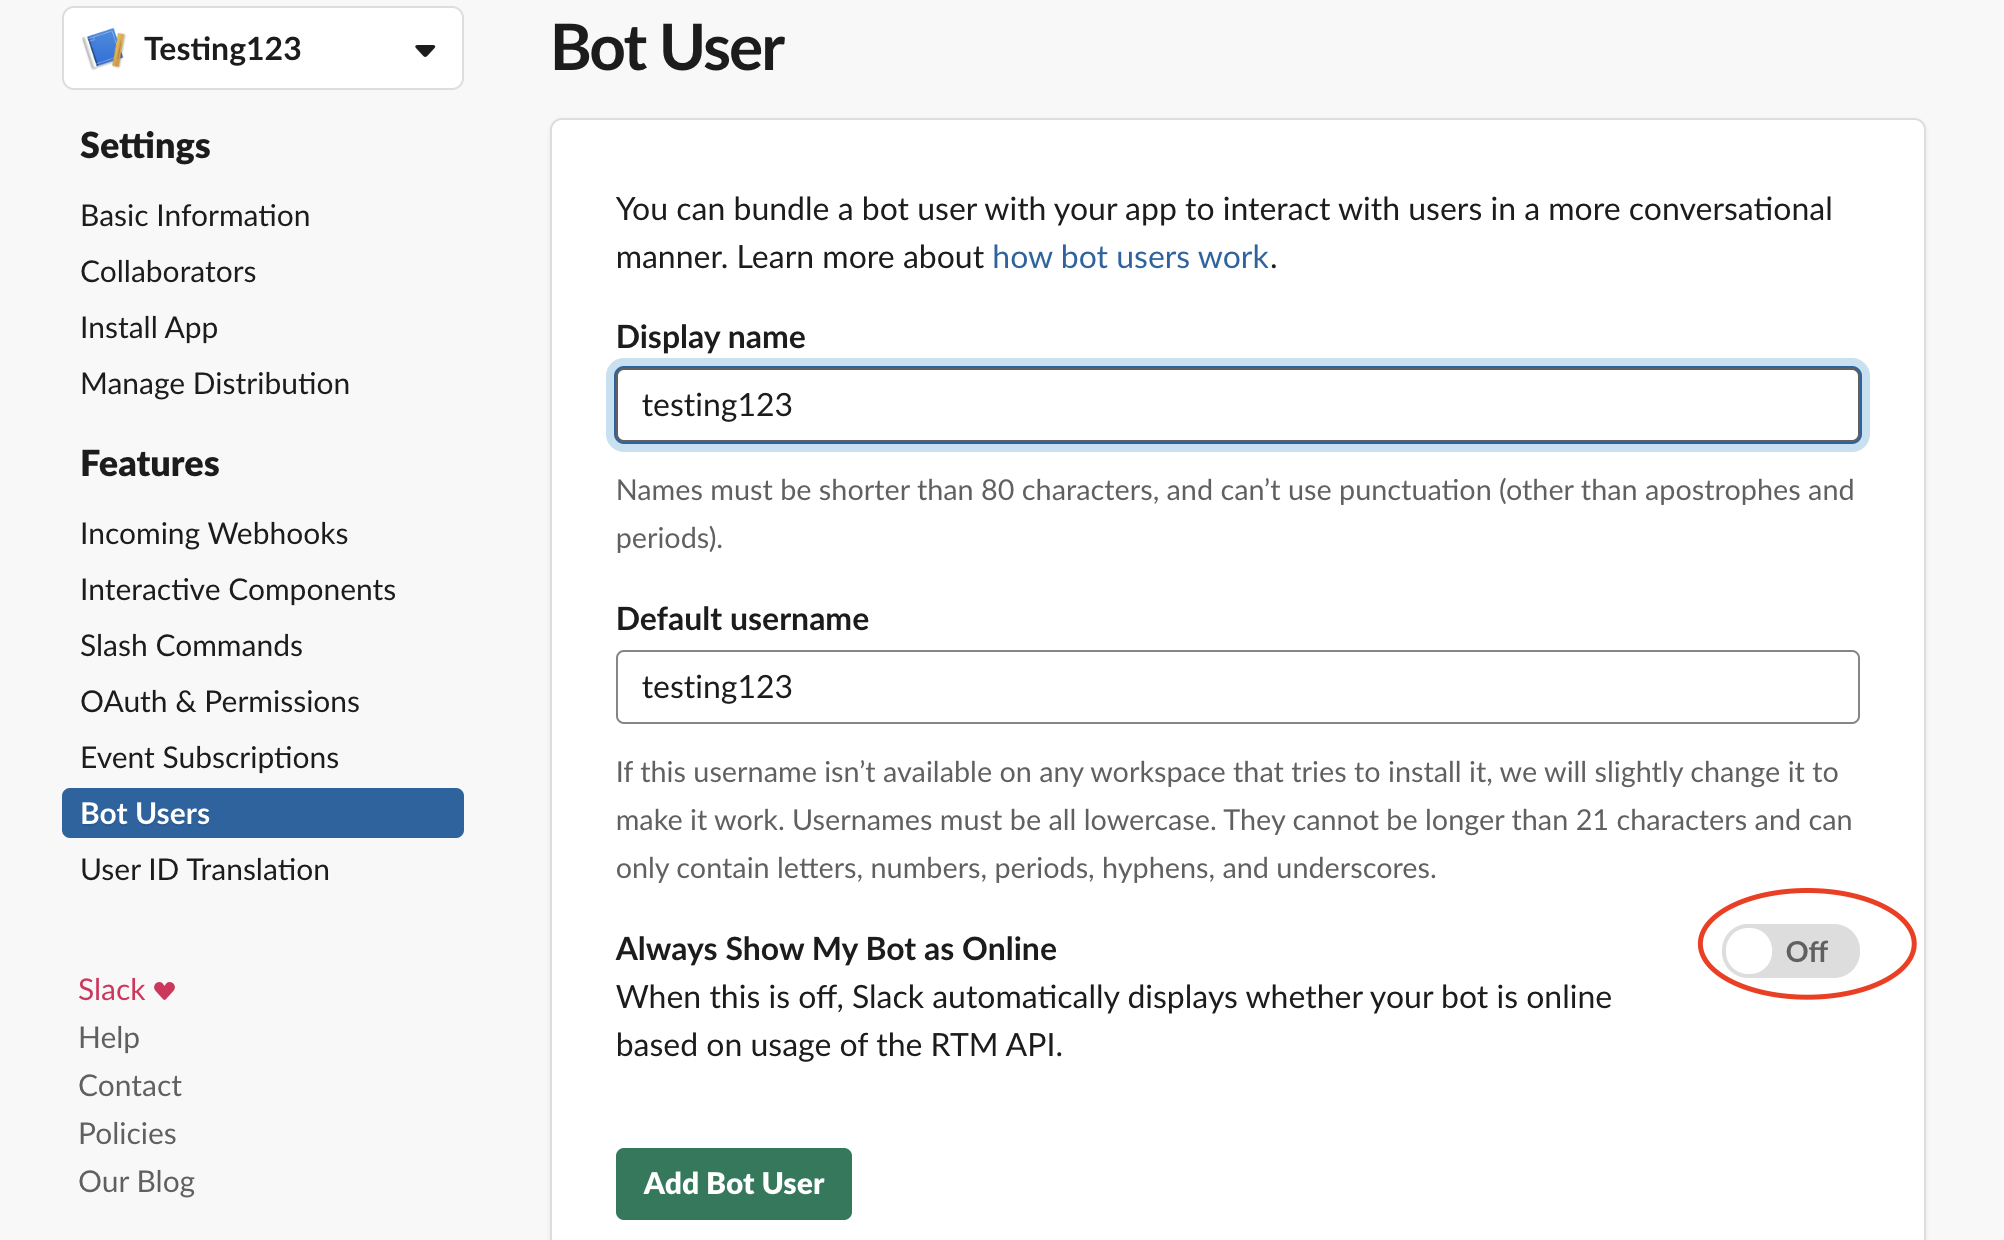 Testing123
Settings
Basic Information
Collaborators
Install App
Manage Distribution
Features
Incoming Webhooks
Interactive Components
Slash Commands
OAuth & Permissions
Event Subscriptions
Bot Users
User ID Translation
Slack ♥
Help
Contact
Policies
Our Blog
Bot User
You can bundle a bot user with your app to interact with users in a more conversational
manner. Learn more about how bot users work.
Display name
testing123
Names must be shorter than 80 characters, and can’t use punctuation (other than apostrophes and
periods).
Default username
testing123
If this username isn’t available on any workspace that tries to install it, we will slightly change it to
make it work. Usernames must be all lowercase. They cannot be longer than 21 characters and can
only contain letters, numbers, periods, hyphens, and underscores.
Always Show My Bot as Online
Off
When this is off, Slack automatically displays whether your bot is online
based on usage of the RTM API.
Add Bot User